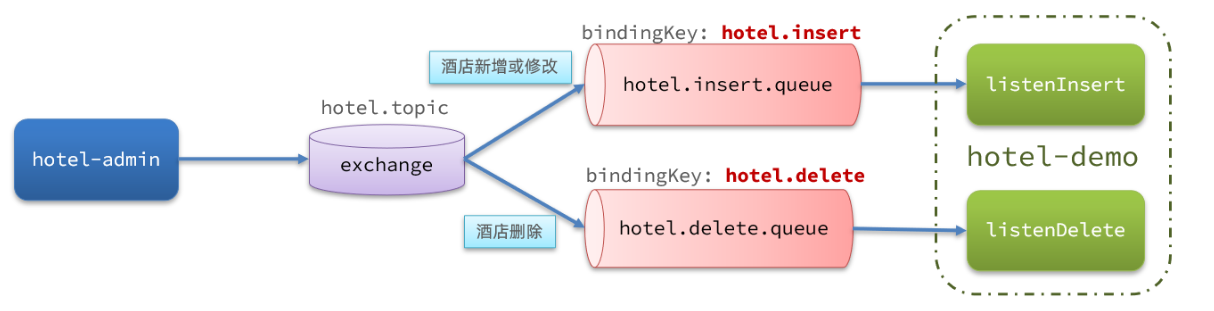 bindingKey: hotel.insert
酒店新增或修改
hotel.insert.queue
listenInsert
hotel.topic
hotel-admin
exchange
hotel-demo
bindingKey: hotel.delete
酒店删除
hotel.delete.queue
listenDelete